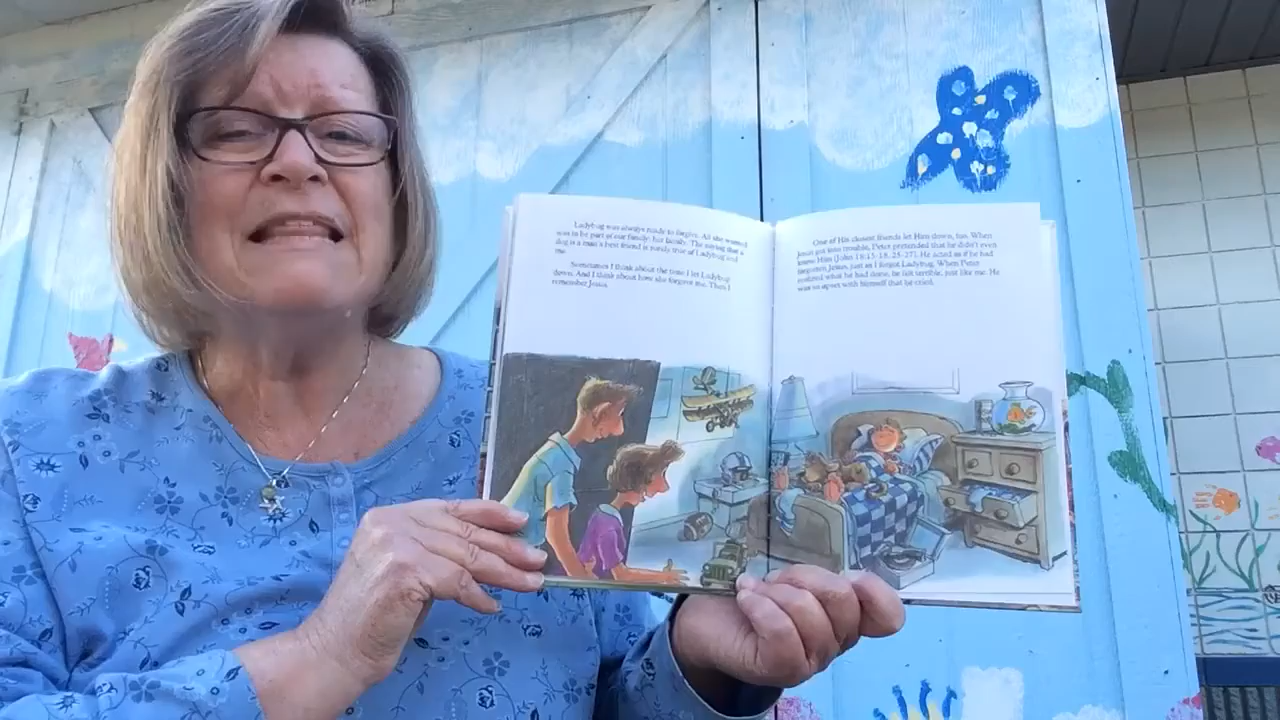 Ladybug was always ready to forgive. All she wanted
was to be part of our family; her family. The saying that a
dog is a man's best friend is surely true of Ladybug and
me.
Sometimes I think about the time I let Ladybug
down. And I think about how she forgave me. Then I
remember Jesus.
One of His closest friends let Him down, too. When
Jesus got into trouble, Peter pretended that he didn't even
know Him (John 18:15-18, 25-27). He acted as if he had
forgotten Jesus, just as I forgot Ladybug. When Peter
realized what he had done, he felt terrible, just like me. He
was so upset with himself that he cried.